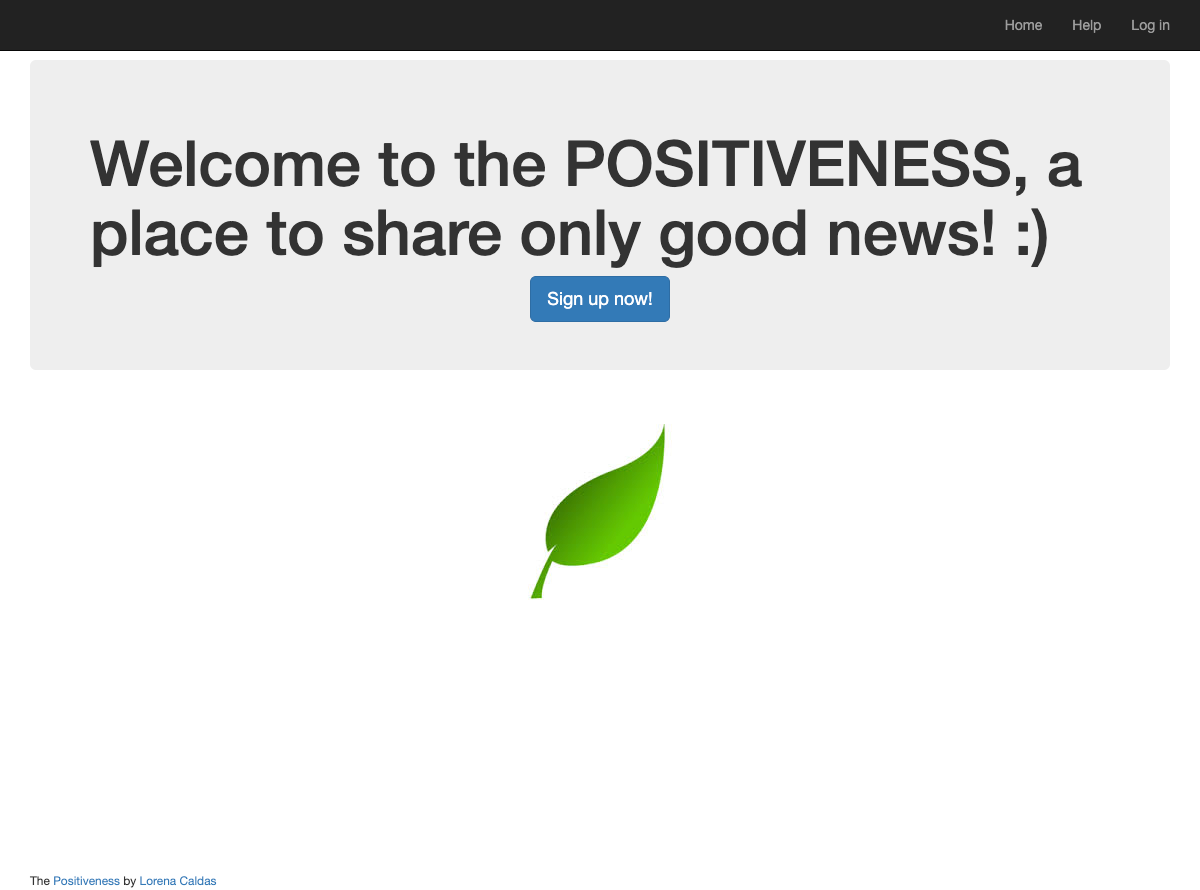 Home Help Log in
Welcome to the POSITIVENESS, a
place to share only good news! :)
Sign up now!
The Positiveness by Lorena Caldas